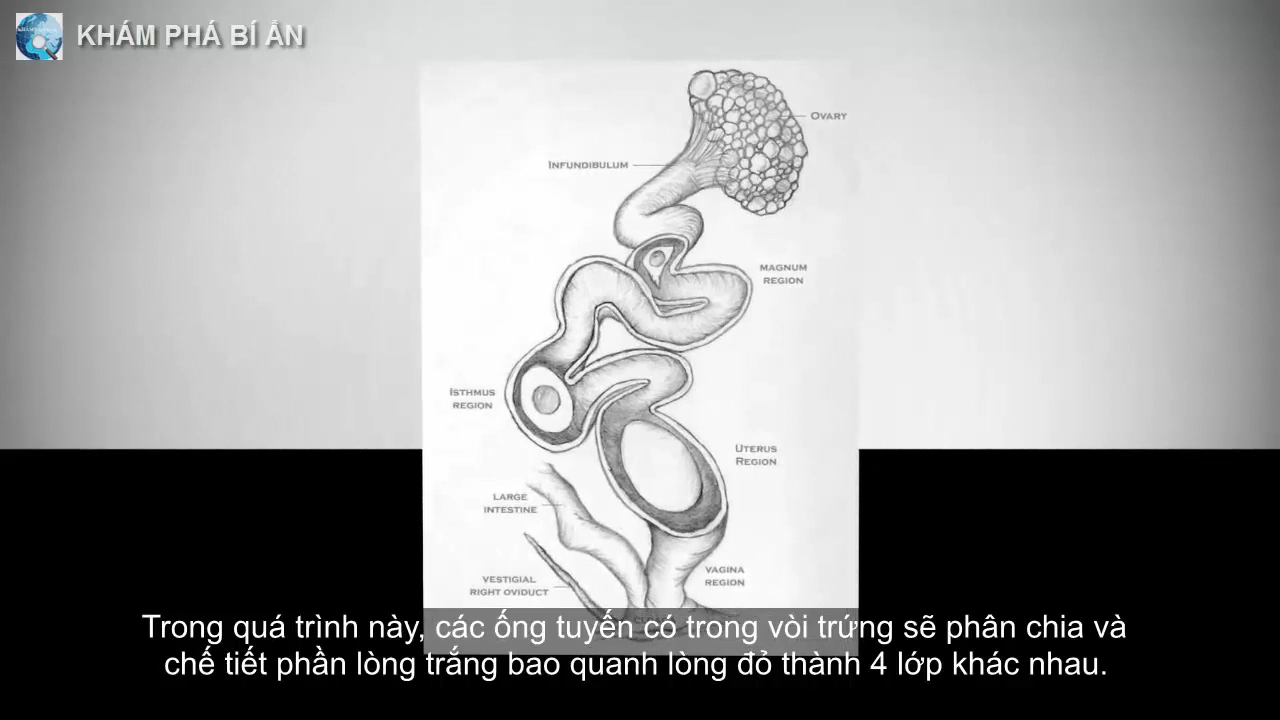 KHÁM PHÁ BÍ ẨN
OVARY
INFUNDIBULUM
MAGNUM
REGION
ISTHMUS
REGION
UTERUS
REGION
LARGE
INTESTINE
VAGINA
REGION
VESTIGIAL
RIGHT OVIDUCT
Trong quá trình này, các ống tuyến có trong vòi trứng sẽ phân chia và
chế tiết phần lòng trắng bao quanh lòng đỏ thành 4 lớp khác nhau.